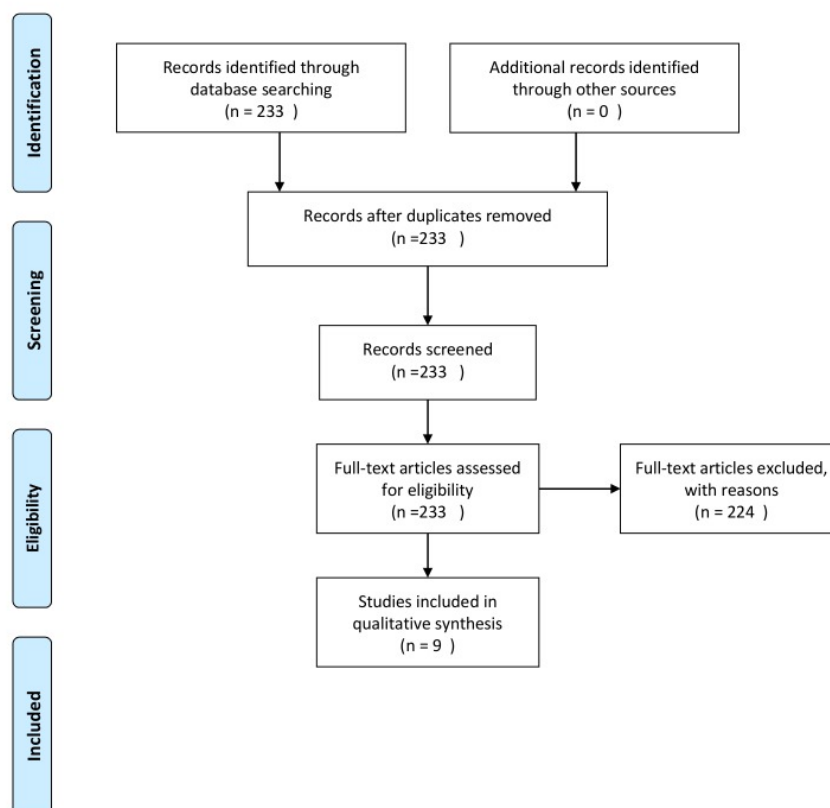 Identification
Records identified through
database searching
(n = 233 )
Additional records identified
through other sources
(n = 0 )
Records after duplicates removed
(n =233 )
Screening
Records screened
(n =233 )
Eligibility
Full-text articles assessed
for eligibility
(n =233 )
Full-text articles excluded,
with reasons
(n = 224 )
Studies included in
qualitative synthesis
(n = 9 )
Included